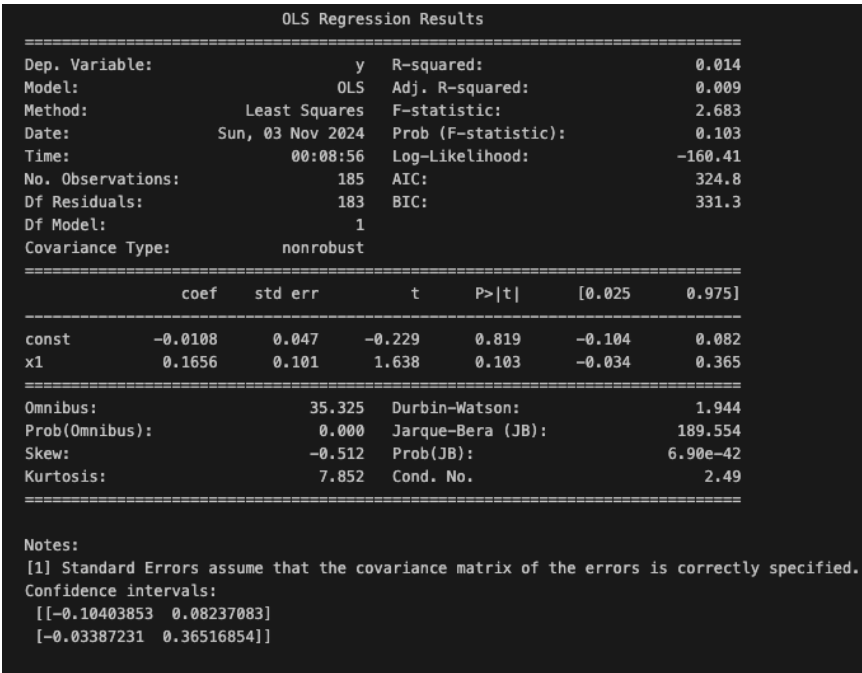 OLS Regression Results
==============================================================================
Dep. Variable:                      y   R-squared:                       0.014
Model:                            OLS   Adj. R-squared:                  0.009
Method:                 Least Squares   F-statistic:                     2.683
Date:                Sun, 03 Nov 2024   Prob (F-statistic):              0.103
Time:                        00:08:56   Log-Likelihood:                -160.41
No. Observations:                 185   AIC:                             324.8
Df Residuals:                     183   BIC:                             331.3
Df Model:                           1
Covariance Type:            nonrobust
==============================================================================
                 coef    std err          t      P>|t|      [0.025      0.975]
------------------------------------------------------------------------------
const         -0.0108      0.047     -0.229      0.819      -0.104       0.082
x1             0.1656      0.101      1.638      0.103      -0.034       0.365
==============================================================================
Omnibus:                       35.325   Durbin-Watson:                   1.944
Prob(Omnibus):                  0.000   Jarque-Bera (JB):              189.554
Skew:                          -0.512   Prob(JB):                     6.90e-42
Kurtosis:                       7.852   Cond. No.                         2.49
==============================================================================
Notes:
[1] Standard Errors assume that the covariance matrix of the errors is correctly specified.
Confidence intervals:
[[-0.10403853  0.08237083]
[-0.03387231  0.36516854]]